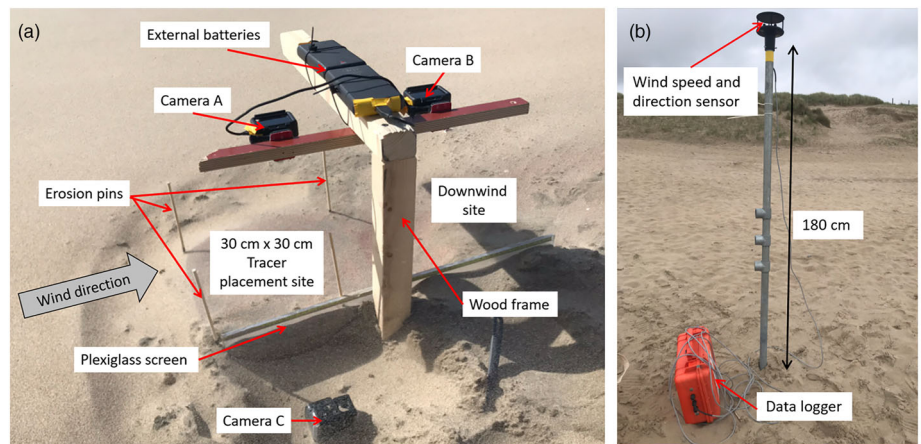 (a)
External batteries
Camera B
Camera A
Erosion pins
Downwind
site
30 cm x 30 cm
Tracer
placement site
Wind direction
Wood frame
Plexiglass screen
Camera C
(b)
Wind speed and
direction sensor
180 cm
Data logger